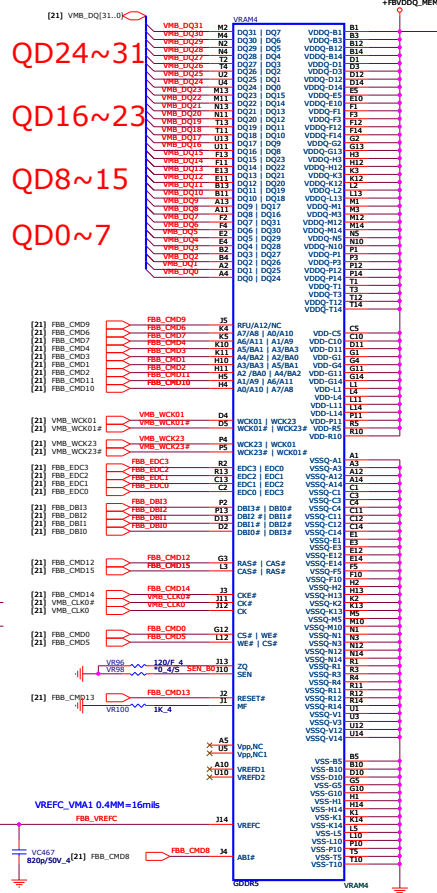 +FBVDDQ_MEM
[21] VMB_DQ[31..0]
VRAM4
QD24~31
QD16~23
QD8~15
QD0~7
VMB_DQ31 M2 DQ31 | DQ7 VDDQ-B1 B1
VMB_DQ30 M4 DQ30 | DQ6 VDDQ-B3 B3
VMB_DQ29 N2 DQ29 | DQ5 VDDQ-B12 B12
VMB_DQ28 N4 DQ28 | DQ4 VDDQ-B14 B14
VMB_DQ27 T2 DQ27 | DQ3 VDDQ-D1 D1
VMB_DQ26 T4 DQ26 | DQ2 VDDQ-D3 D3
VMB_DQ25 U2 DQ25 | DQ1 VDDQ-D12 D12
VMB_DQ24 U4 DQ24 | DQ0 VDDQ-D14 D14
VMB_DQ23 M13 DQ23 | DQ15 VDDQ-E5 E5
VMB_DQ22 M11 DQ22 | DQ14 VDDQ-E10 E10
VMB_DQ21 N13 DQ21 | DQ13 VDDQ-F1 F1
VMB_DQ20 N11 DQ20 | DQ12 VDDQ-F3 F3
VMB_DQ19 T13 DQ19 | DQ11 VDDQ-F12 F12
VMB_DQ18 T11 DQ18 | DQ10 VDDQ-F14 F14
VMB_DQ17 U13 DQ17 | DQ9 VDDQ-G2 G2
VMB_DQ16 U11 DQ16 | DQ8 VDDQ-G13 G13
VMB_DQ15 F13 DQ15 | DQ23 VDDQ-H3 H3
VMB_DQ14 F11 DQ14 | DQ22 VDDQ-H12 H12
VMB_DQ13 E13 DQ13 | DQ21 VDDQ-K3 K3
VMB_DQ12 E11 DQ12 | DQ20 VDDQ-K12 K12
VMB_DQ11 B13 DQ11 | DQ19 VDDQ-L2 L2
VMB_DQ10 B11 DQ10 | DQ18 VDDQ-L13 L13
VMB_DQ9 A13 DQ9 | DQ17 VDDQ-M1 M1
VMB_DQ8 A11 DQ8 | DQ16 VDDQ-M3 M3
VMB_DQ7 F2 DQ7 | DQ31 VDDQ-M12 M12
VMB_DQ6 F4 DQ6 | DQ30 VDDQ-M14 M14
VMB_DQ5 E2 DQ5 | DQ29 VDDQ-N5 N5
VMB_DQ4 E4 DQ4 | DQ28 VDDQ-N10 N10
VMB_DQ3 B2 DQ3 | DQ27 VDDQ-P1 P1
VMB_DQ2 B4 DQ2 | DQ26 VDDQ-P3 P3
VMB_DQ1 A2 DQ1 | DQ25 VDDQ-P12 P12
VMB_DQ0 A4 DQ0 | DQ24 VDDQ-P14 P14
VDDQ-T1 T1
VDDQ-T3 T3
VDDQ-T12 T12
VDDQ-T14 T14
[21] FBB_CMD9 FBB_CMD9 J5 RFU/A12/NC
[21] FBB_CMD6 FBB_CMD6 K4 A7/A8 | A0/A10 VDD-C5 C5
[21] FBB_CMD7 FBB_CMD7 K5 A6/A11 | A1/A9 VDD-C10 C10
[21] FBB_CMD4 FBB_CMD4 K10 A5/BA1 | A3/BA3 VDD-D11 D11
[21] FBB_CMD3 FBB_CMD3 K11 A4/BA2 | A2/BA0 VDD-G1 G1
[21] FBB_CMD1 FBB_CMD1 H10 A3/BA3 | A5/BA1 VDD-G4 G4
[21] FBB_CMD2 FBB_CMD2 H11 A2 /BA0 | A4/BA2 VDD-G11 G11
[21] FBB_CMD11 FBB_CMD11 H5 A1/A9 | A6/A11 VDD-G14 G14
[21] FBB_CMD10 FBB_CMD10 H4 A0/A10 | A7/A8 VDD-L1 L1
VDD-L4 L4
VDD-L11 L11
VDD-L14 L14
[21] VMB_WCK01 VMB_WCK01 D4 WCK01 | WCK23 VDD-P11 P11
[21] VMB_WCK01# VMB_WCK01# D5 WCK01# | WCK23# VDD-R5 R5
VDD-R10 R10
[21] VMB_WCK23 VMB_WCK23 P4 WCK23 | WCK01
[21] VMB_WCK23# VMB_WCK23# P5 WCK23# | WCK01#
VSSQ-A1 A1
[21] FBB_EDC3 FBB_EDC3 R2 EDC3 | EDC0 VSSQ-A3 A3
[21] FBB_EDC2 FBB_EDC2 R13 EDC2 | EDC1 VSSQ-A12 A12
[21] FBB_EDC1 FBB_EDC1 C13 EDC1 | EDC2 VSSQ-A14 A14
[21] FBB_EDC0 FBB_EDC0 C2 EDC0 | EDC3 VSSQ-C1 C1
VSSQ-C3 C3
[21] FBB_DBI3 FBB_DBI3 P2 DBI3# | DBI0# VSSQ-C4 C4
[21] FBB_DBI2 FBB_DBI2 P13 DBI2 # | DBI1# VSSQ-C11 C11
[21] FBB_DBI1 FBB_DBI1 D13 DBI1# | DBI2# VSSQ-C12 C12
[21] FBB_DBI0 FBB_DBI0 D2 DBI0# | DBI3# VSSQ-C14 C14
VSSQ-E1 E1
VSSQ-E3 E3
VSSQ-E12 E12
[21] FBB_CMD12 FBB_CMD12 G3 RAS# | CAS# VSSQ-E14 E14
[21] FBB_CMD15 FBB_CMD15 L3 CAS# | RAS# VSSQ-F5 F5
VSSQ-F10 F10
VSSQ-H2 H2
[21] FBB_CMD14 FBB_CMD14 J3 CKE# VSSQ-H13 H13
[21] VMB_CLK0# VMB_CLK0# J11 CK# VSSQ-K2 K2
[21] VMB_CLK0 VMB_CLK0 J12 CK VSSQ-K13 K13
VSSQ-M5 M5
VSSQ-M10 M10
[21] FBB_CMD0 FBB_CMD0 G12 CS# | WE# VSSQ-N1 N1
[21] FBB_CMD5 FBB_CMD5 L12 WE# | CS# VSSQ-N3 N3
VSSQ-N12 N12
VSSQ-N14 N14
VR96 120/F_4 J13 ZQ VSSQ-R1 R1
VR98 *0_4/S SEN_B0 J10 SEN VSSQ-R3 R3
VSSQ-R4 R4
VSSQ-R11 R11
[21] FBB_CMD13 FBB_CMD13 J2 RESET# VSSQ-R12 R12
VR100 1K_4 J1 MF VSSQ-R14 R14
VSSQ-V1 U1
VSSQ-V3 U3
VSSQ-V12 U12
VSSQ-V14 U14
A5 Vpp,NC
U5 Vpp,NC1
VSS-B5 B5
A10 VREFD1 VSS-B10 B10
U10 VREFD2 VSS-D10 D10
VSS-G5 G5
VSS-G10 G10
VREFC_VMA1 0.4MM=16mils VSS-H1 H1
VSS-H14 H14
FBB_VREFC J14 VREFC VSS-K1 K1
VSS-K14 K14
VSS-L5 L5
VSS-L10 L10
VC467 VSS-P10 P10
820p/50V_4 [21] FBB_CMD8 FBB_CMD8 J4 ABI# VSS-T5 T5
VSS-T10 T10
GDDR5 VRAM4